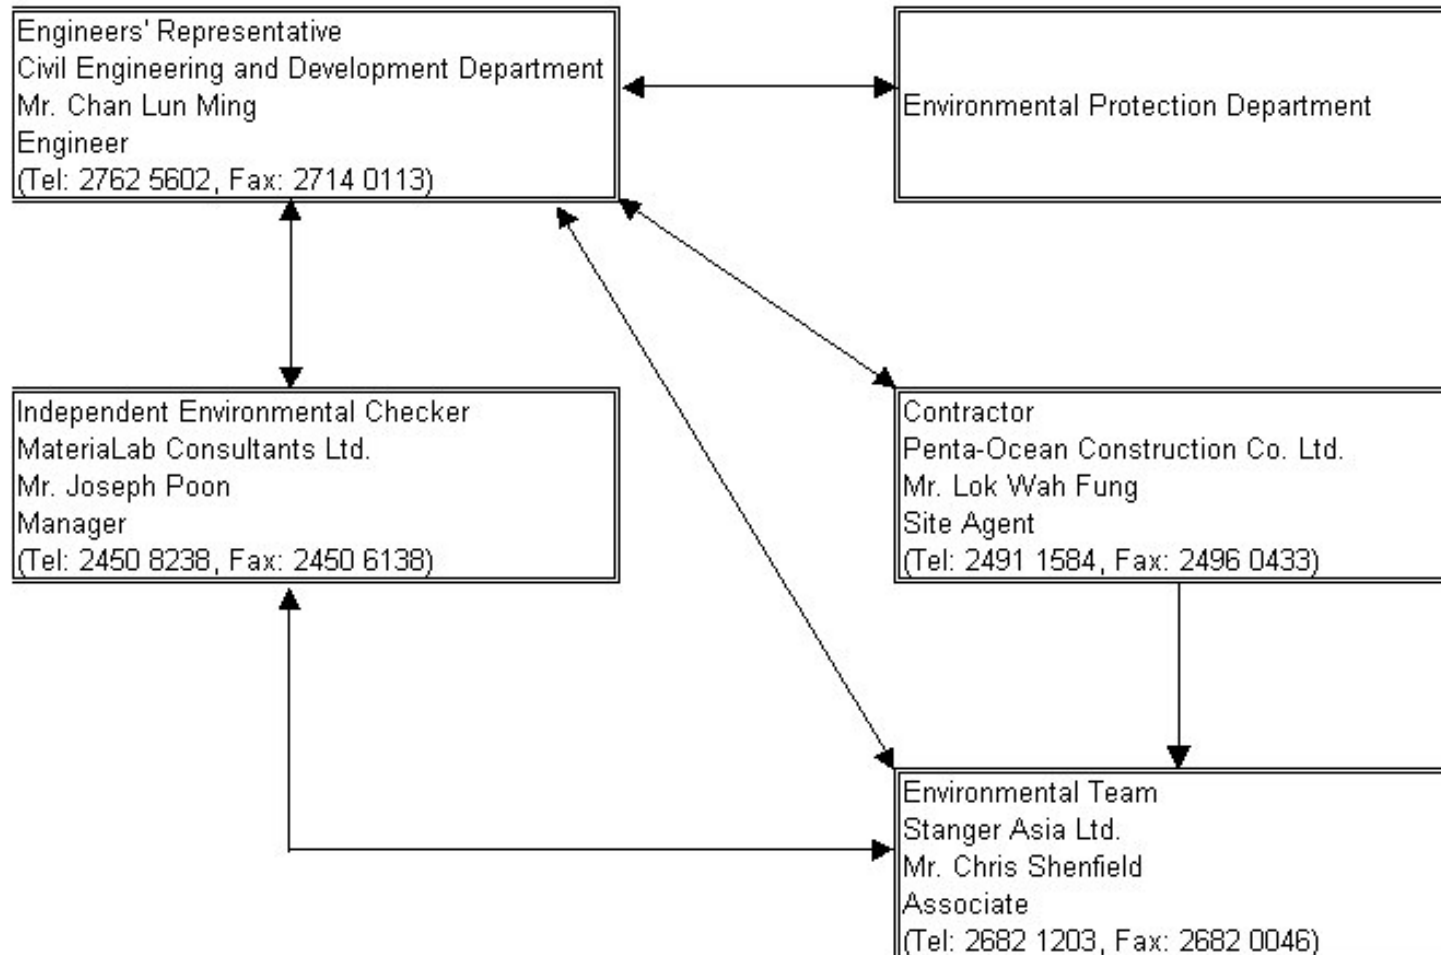 Engineers' Representative
Civil Engineering and Development Department
Mr. Chan Lun Ming
Engineer
(Tel: 2762 5602, Fax: 2714 0113)
Environmental Protection Department
Independent Environmental Checker
MateriaLab Consultants Ltd.
Mr. Joseph Poon
Manager
(Tel: 2450 8238, Fax: 2450 6138)
Contractor
Penta-Ocean Construction Co. Ltd.
Mr. Lok Wah Fung
Site Agent
(Tel: 2491 1584, Fax: 2496 0433)
Environmental Team
Stanger Asia Ltd.
Mr. Chris Shenfield
Associate
(Tel: 2682 1203, Fax: 2682 0046)